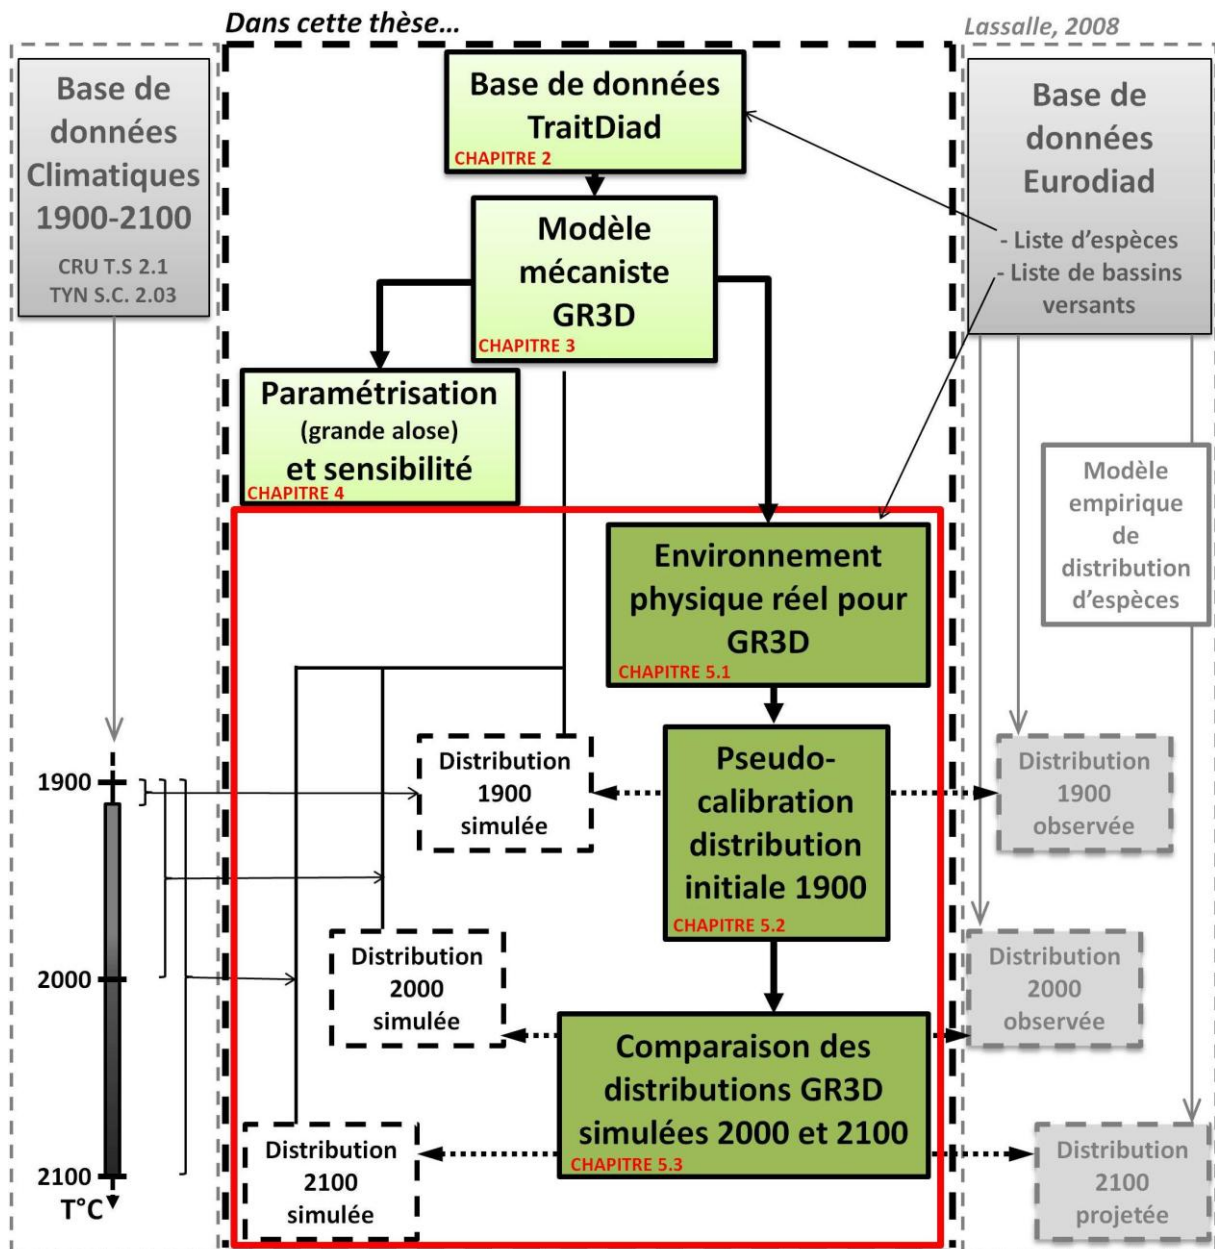 Dans cette thèse...
Lassalle, 2008
Base de
données
Climatiques
1900-2100
CRU T.S 2.1
TYN S.C. 2.03
Base de données
TraitDiad
CHAPITRE 2
Modèle
mécaniste
GR3D
CHAPITRE 3
Paramétrisation
(grande alose)
et sensibilité
CHAPITRE 4
Base de
données
Eurodiad
- Liste d'espèces
- Liste de bassins
versants
Modèle
empirique
de
distribution
d'espèces
Environnement
physique réel pour
GR3D
CHAPITRE 5.1
Pseudo-
calibration
distribution
initiale 1900
CHAPITRE 5.2
Comparaison des
distributions GR3D
simulées 2000 et 2100
CHAPITRE 5.3
1900
2000
2100
T°C
Distribution
1900
simulée
Distribution
2000
simulée
Distribution
2100
simulée
Distribution
1900
observée
Distribution
2000
observée
Distribution
2100
projetée